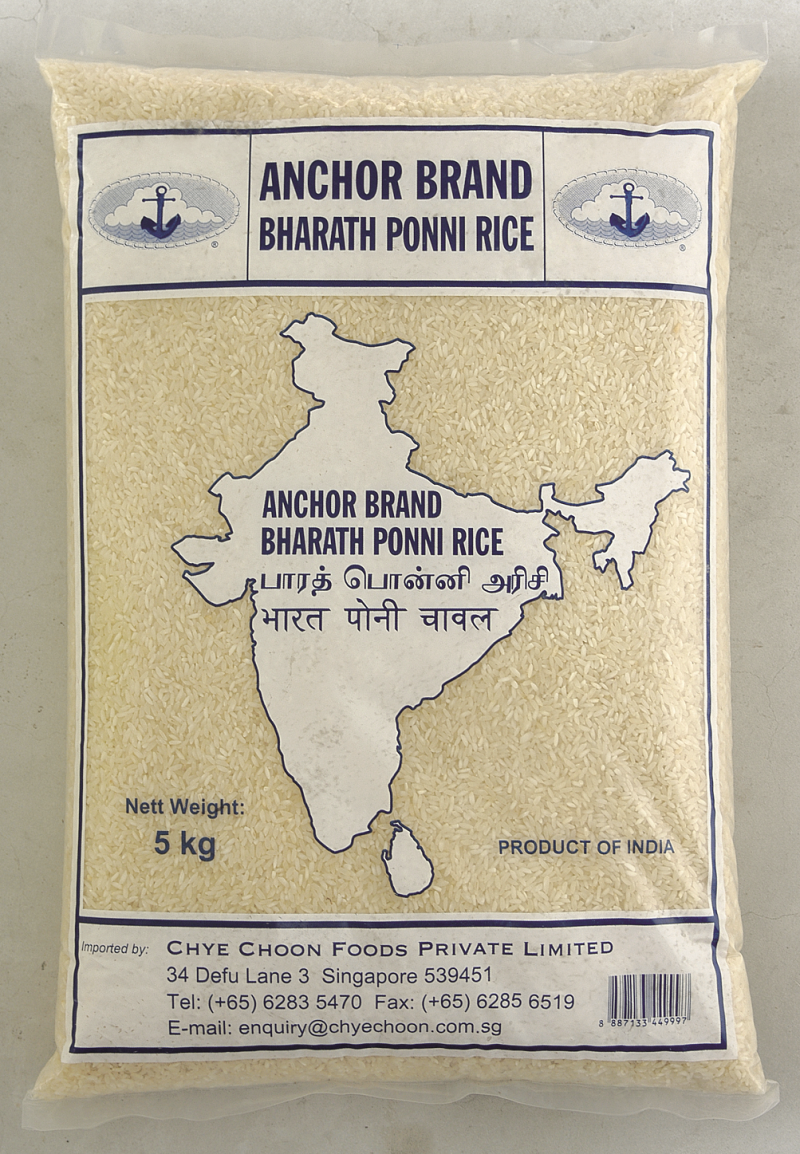 ANCHOR BRAND
BHARATH PONNI RICE
®
®
ANCHOR BRAND
BHARATH PONNI RICE
பாரத் பொன்னி அரிசி
भारत पोनी चावल
Nett Weight:
5 kg
PRODUCT OF INDIA
Imported by: CHYE CHOON FOODS PRIVATE LIMITED
34 Defu Lane 3 Singapore 539451
Tel: (+65) 6283 5470 Fax: (+65) 6285 6519
E-mail: enquiry@chyechoon.com.sg
8 887133 449997